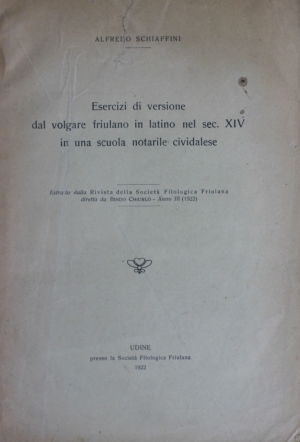 ALFREDO SCHIAFFINI
Esercizi di versione
dal volgare friulano in latino nel sec. XIV
in una scuola notarile cividalese
Estratto dalla Rivista della Società Filologica Friulana
diretta da BINDO CHIURLO - Anno III (1922)
UDINE
presso la Società Filologica Friulana
1922